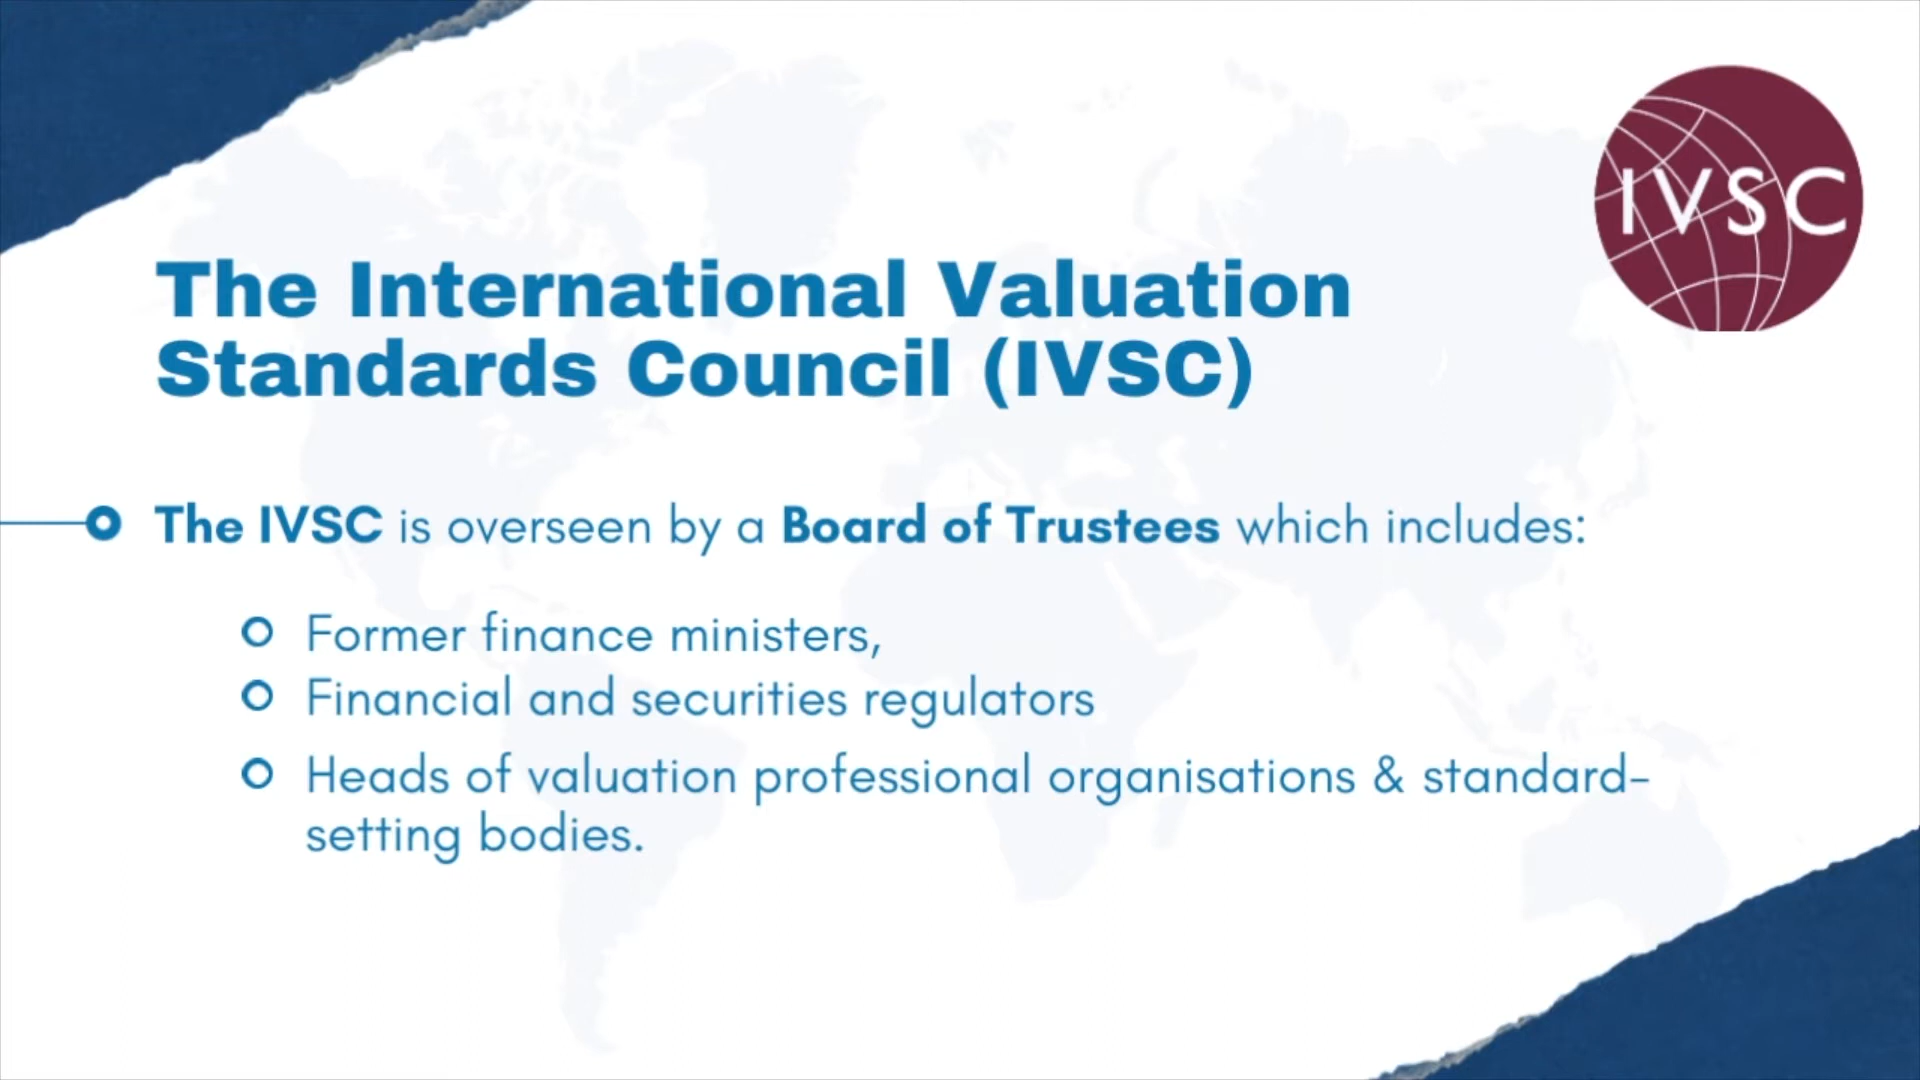 IVSC
The International Valuation
Standards Council (IVSC)
The IVSC is overseen by a Board of Trustees which includes:
Former finance ministers,
Financial and securities regulators
Heads of valuation professional organisations & standard-
setting bodies.